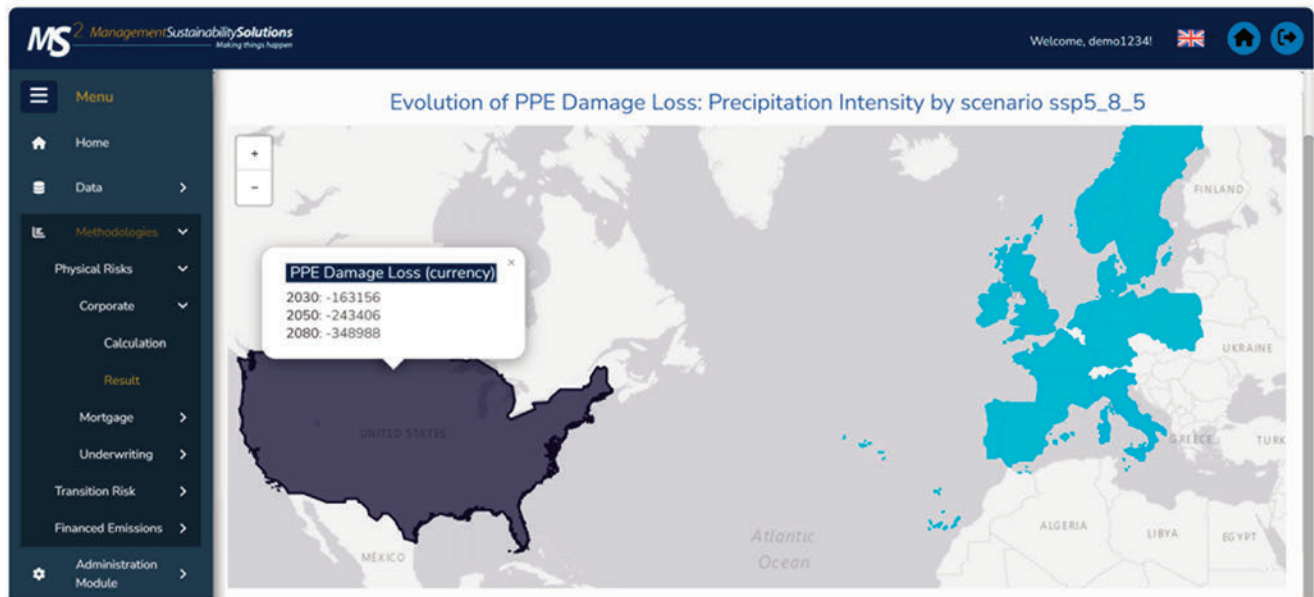 MS2 ManagementSustainabilitySolutions
Making things happen
Welcome, demo1234!
Menu
Home
Data
Methodologies
Physical Risks
Corporate
Calculation
Result
Mortgage
Underwriting
Transition Risk
Financed Emissions
Administration
Module
Evolution of PPE Damage Loss: Precipitation Intensity by scenario ssp5_8_5
+
-
PPE Damage Loss (currency)
×
2030: -163156
2050: -243406
2080: -348988
UNITED STATES
MÉXICO
Atlantic
Ocean
FINLAND
UKRAINE
GREECE
TURK
ALGERIA
LIBYA
EGYPT